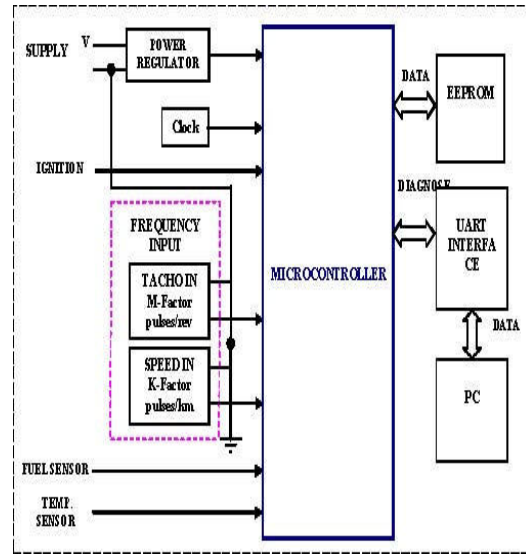 SUPPLY
V
POWER
REGULATOR
Clock
IGNITION
FREQUENCY
INPUT
TACHO IN
M-Factor
pulses/rev
SPEED IN
K-Factor
pulses/km
FUEL SENSOR
TEMP.
SENSOR
MICROCONTROLLER
DATA
EEPROM
DIAGNOSE
UART
INTERFA
CE
DATA
PC